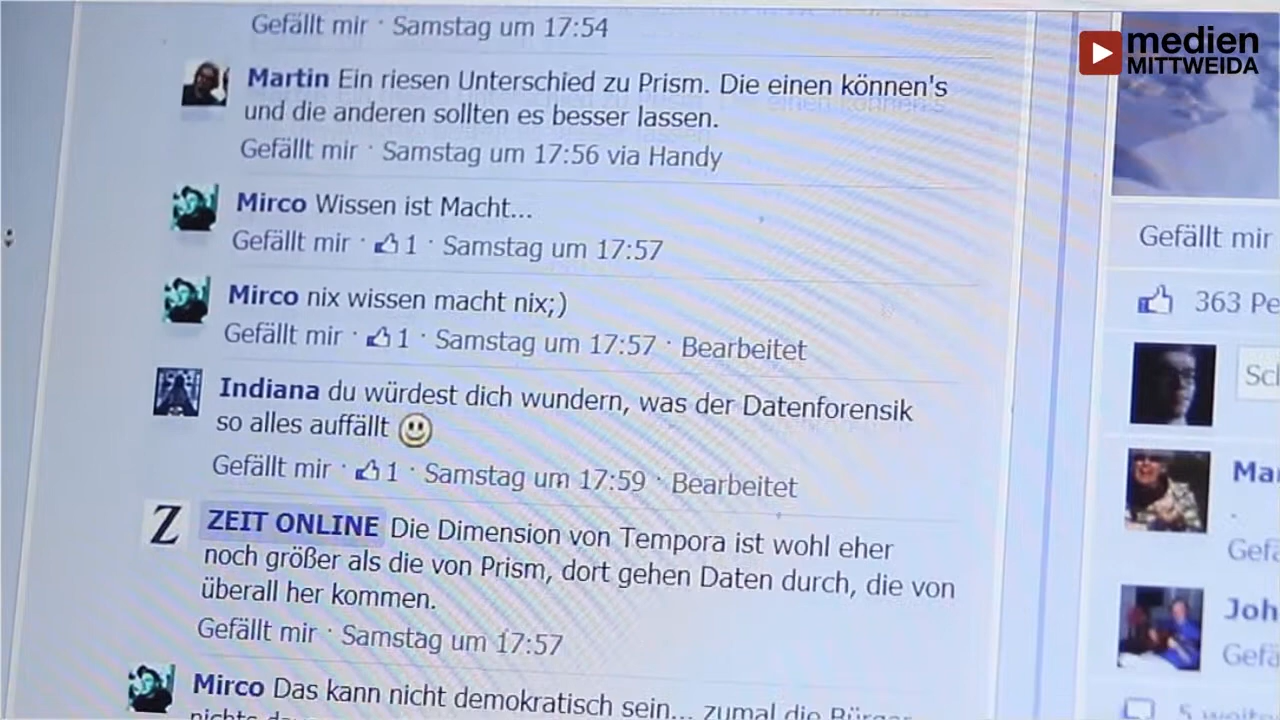 Gefällt mir · Samstag um 17:54
Martin Ein riesen Unterschied zu Prism. Die einen können's
und die anderen sollten es besser lassen.
Gefällt mir · Samstag um 17:56 via Handy
Mirco Wissen ist Macht...
Gefällt mir · 1 · Samstag um 17:57
Mirco nix wissen macht nix;)
Gefällt mir · 1 · Samstag um 17:57 · Bearbeitet
Indiana du würdest dich wundern, was der Datenforensik
so alles auffällt
Gefällt mir · 1 · Samstag um 17:59 · Bearbeitet
Z
ZEIT ONLINE Die Dimension von Tempora ist wohl eher
noch größer als die von Prism, dort gehen Daten durch, die von
überall her kommen.
Gefällt mir · Samstag um 17:57
Mirco Das kann nicht demokratisch sein... zumal die Bürger
nichts
medien
MITTWEIDA
Gefällt mir
363 Pe
Sc
Ma
Gefä
Joh
Gefä
5 weite